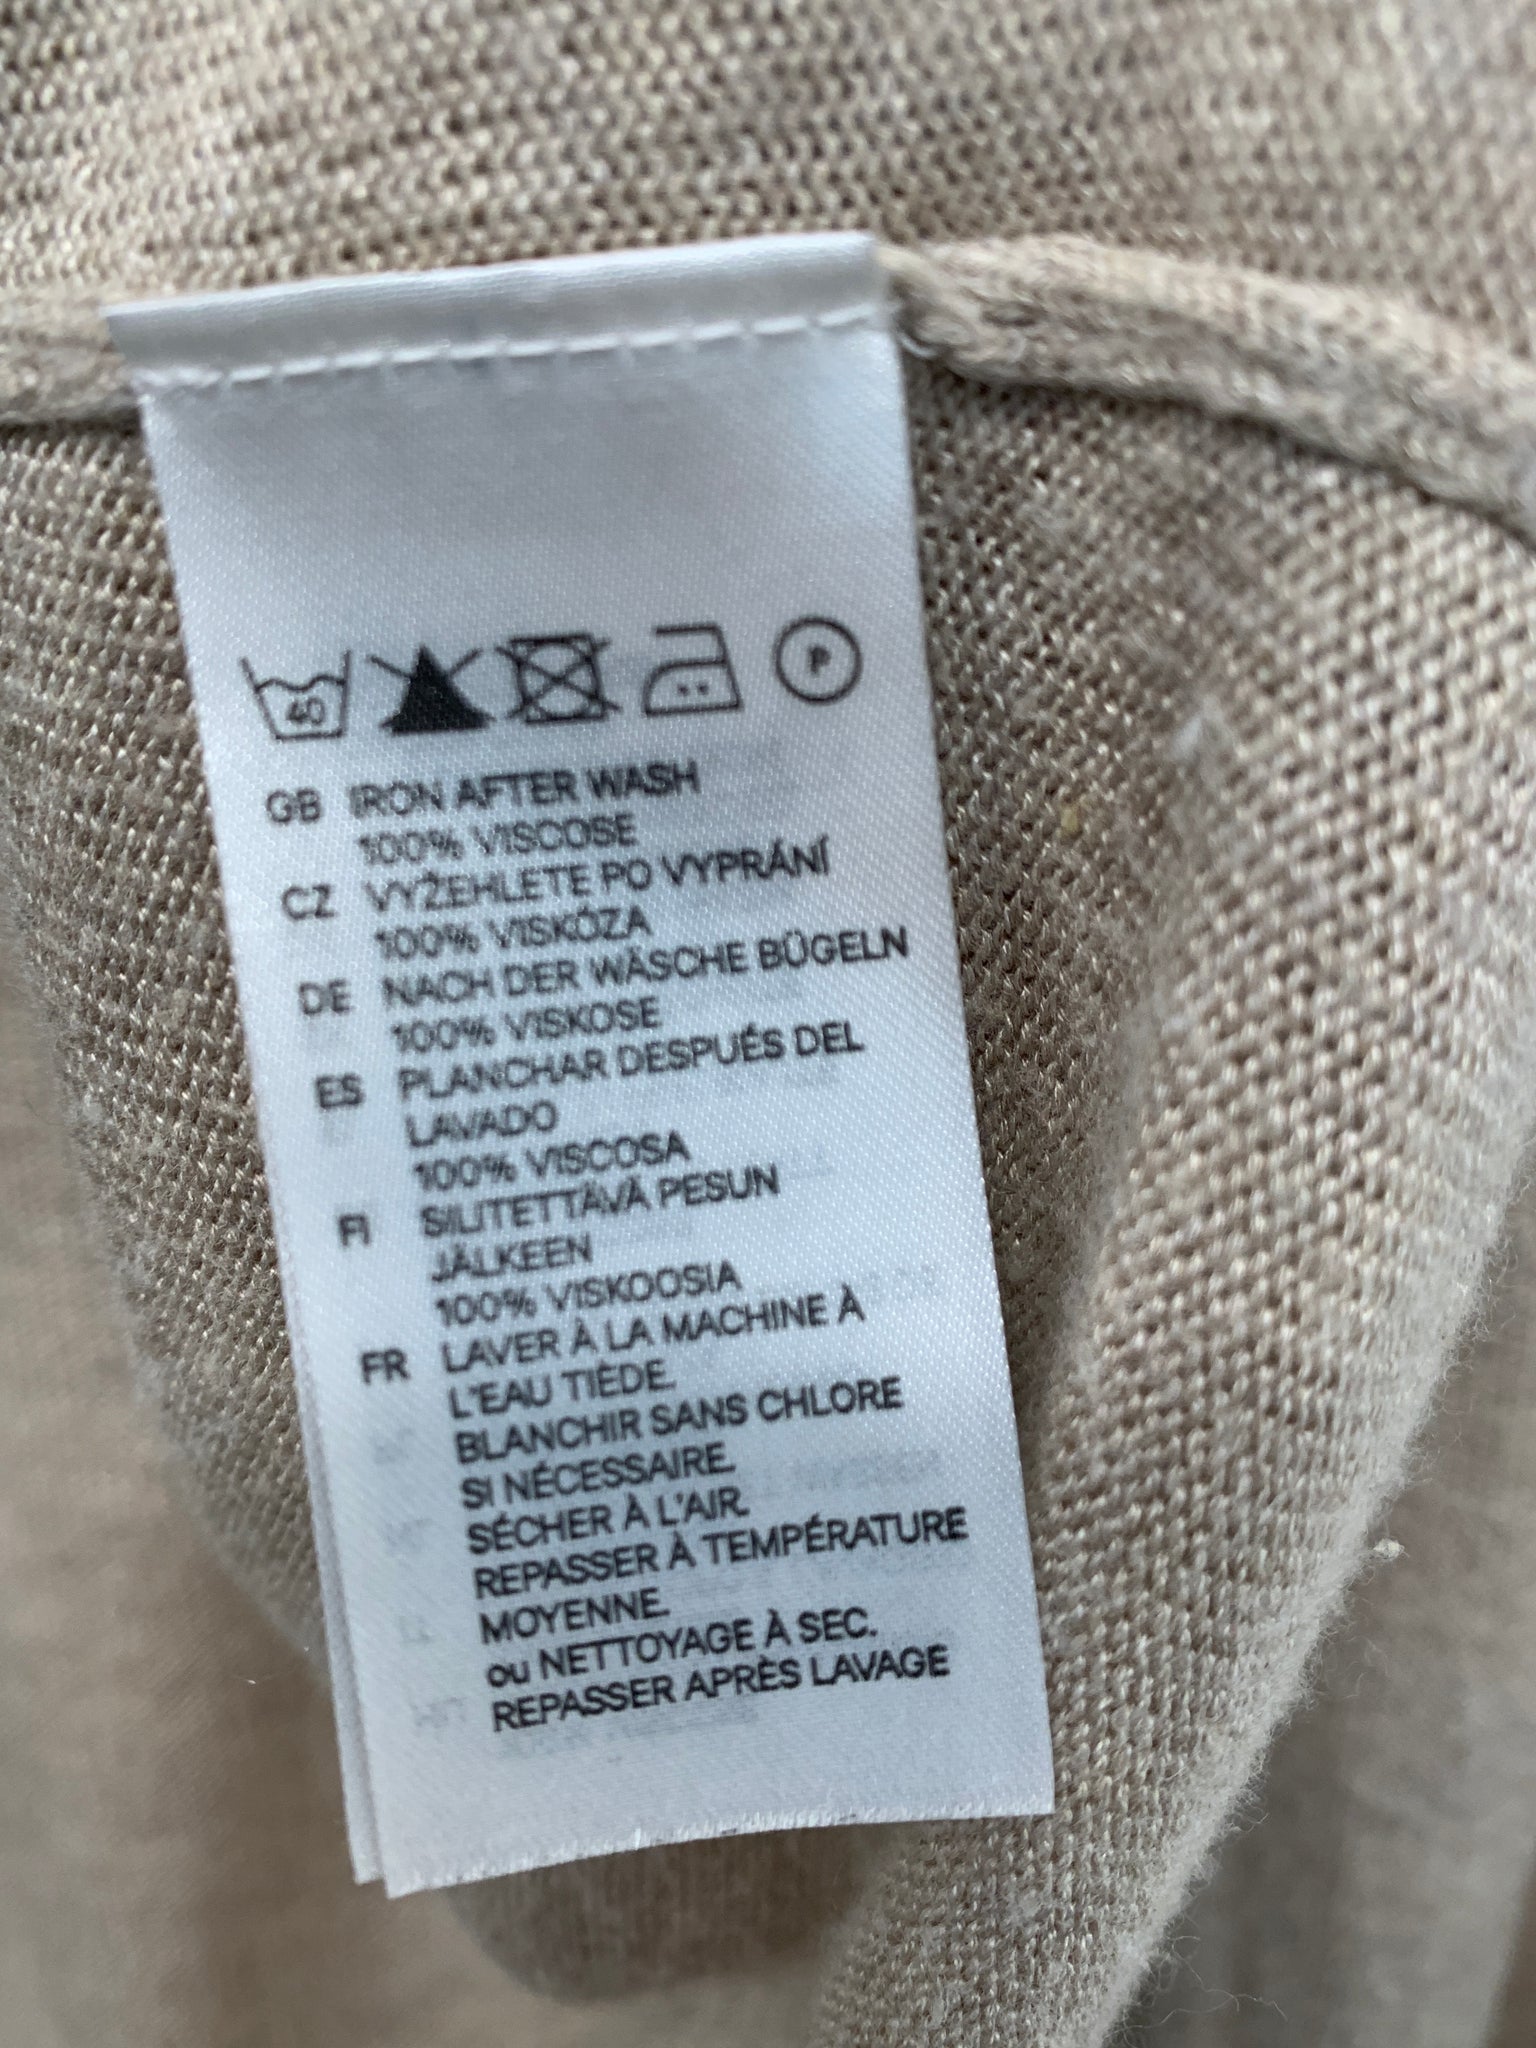 40
P
GB IRON AFTER WASH
100% VISCOSE
CZ VYŽEHLETE PO VYPRÁNÍ
100% VISKÓZA
DE NACH DER WÄSCHE BÜGELN
100% VISKOSE
ES PLANCHAR DESPUÉS DEL
LAVADO
100% VISCOSA
FI SILITETTÄVÄ PESUN
JÄLKEEN
100% VISKOOSIA
FR LAVER À LA MACHINE À
L'EAU TIÈDE.
BLANCHIR SANS CHLORE
SI NÉCESSAIRE.
SÉCHER À L'AIR.
REPASSER À TEMPÉRATURE
MOYENNE.
ou NETTOYAGE À SEC.
REPASSER APRÈS LAVAGE